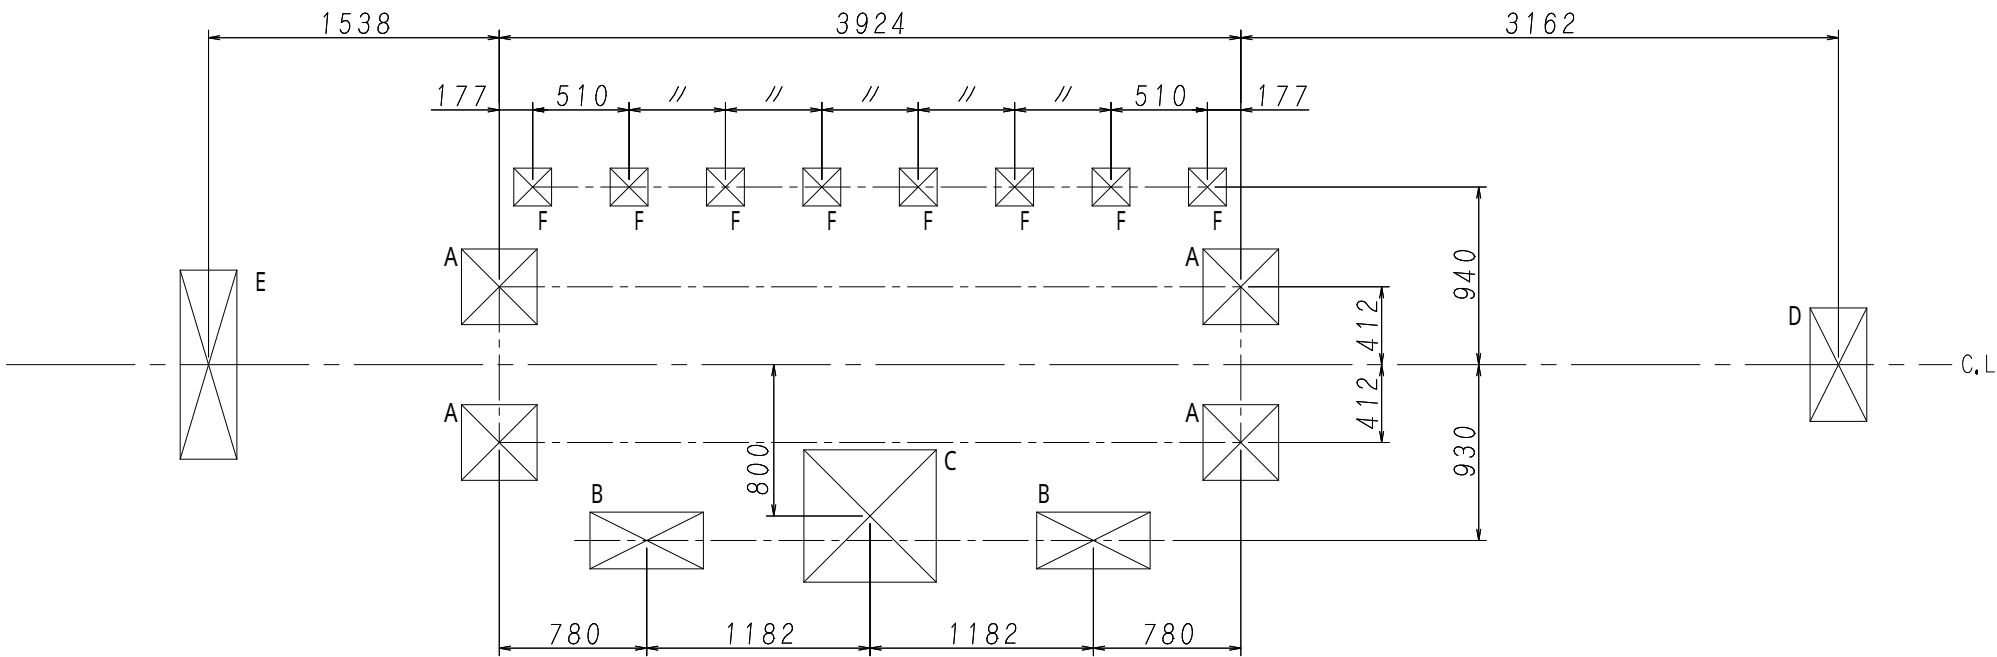 1538 3924 3162
177 510 〃 〃 〃 〃 〃 510 177
F F F F F F F F
A A
E
940
412
D
C.L
412
A A
930
800
C
B B
780 1182 1182 780